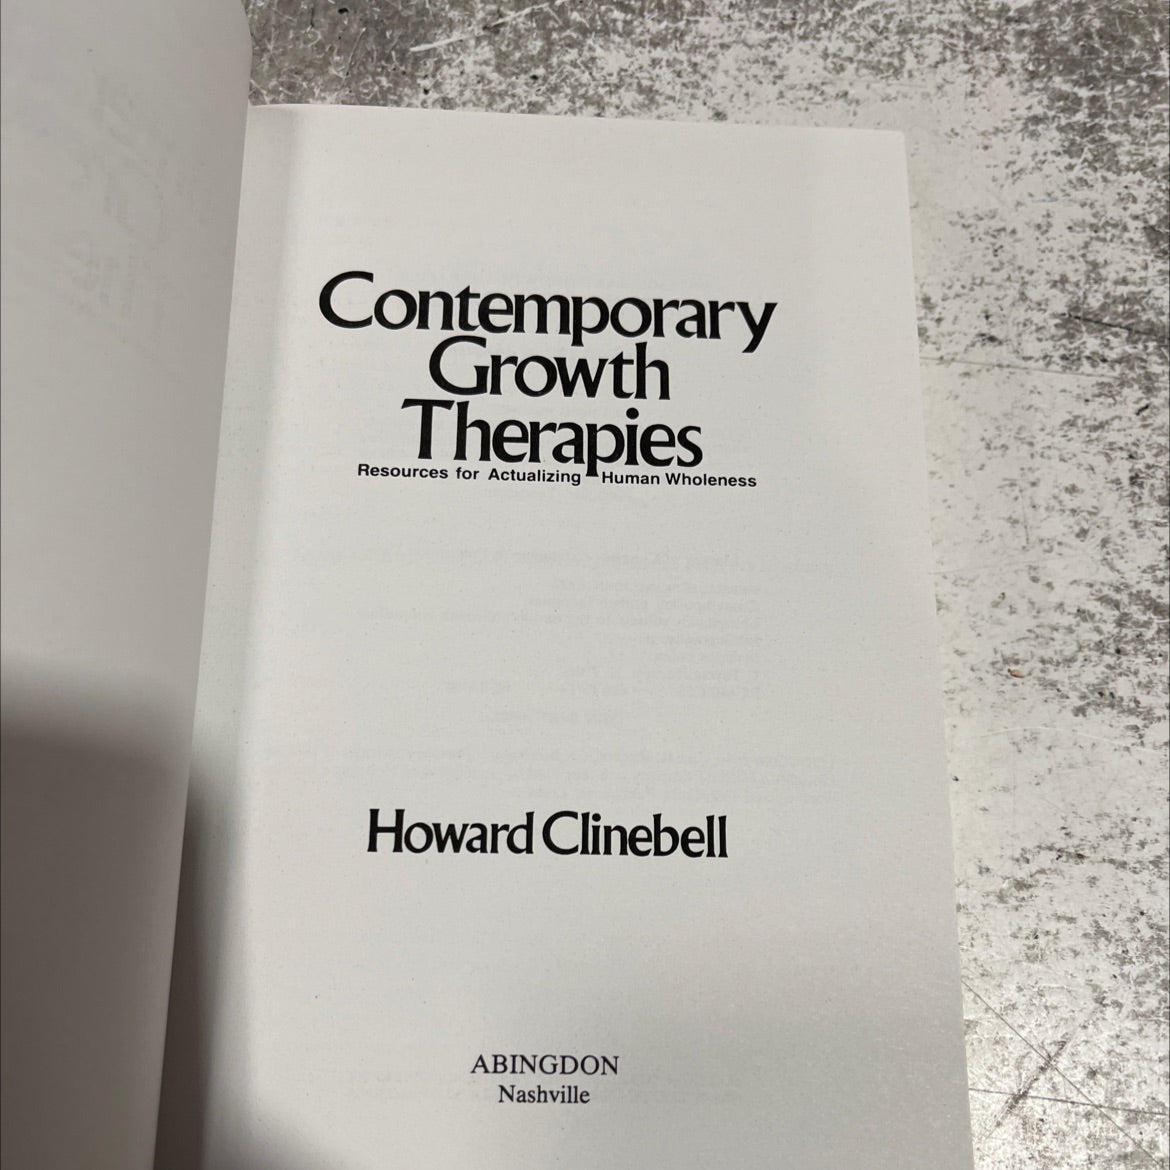 Contemporary
Growth
Therapies
Resources for Actualizing Human Wholeness
Howard Clinebell
ABINGDON
Nashville